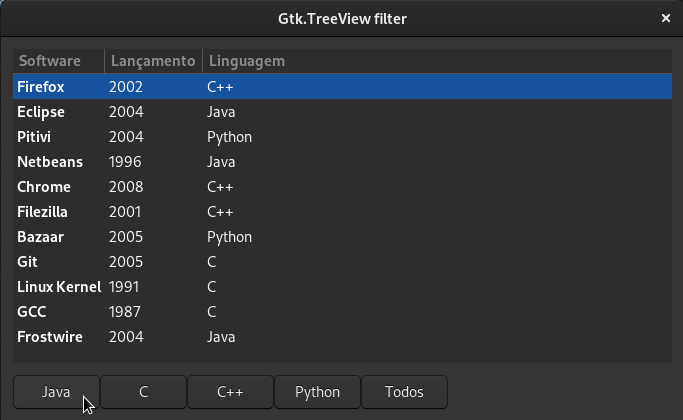 Gtk.TreeView filter
Software Lançamento Linguagem
Firefox 2002 C++
Eclipse 2004 Java
Pitivi 2004 Python
Netbeans 1996 Java
Chrome 2008 C++
Filezilla 2001 C++
Bazaar 2005 Python
Git 2005 C
Linux Kernel 1991 C
GCC 1987 C
Frostwire 2004 Java
Java C C++ Python Todos